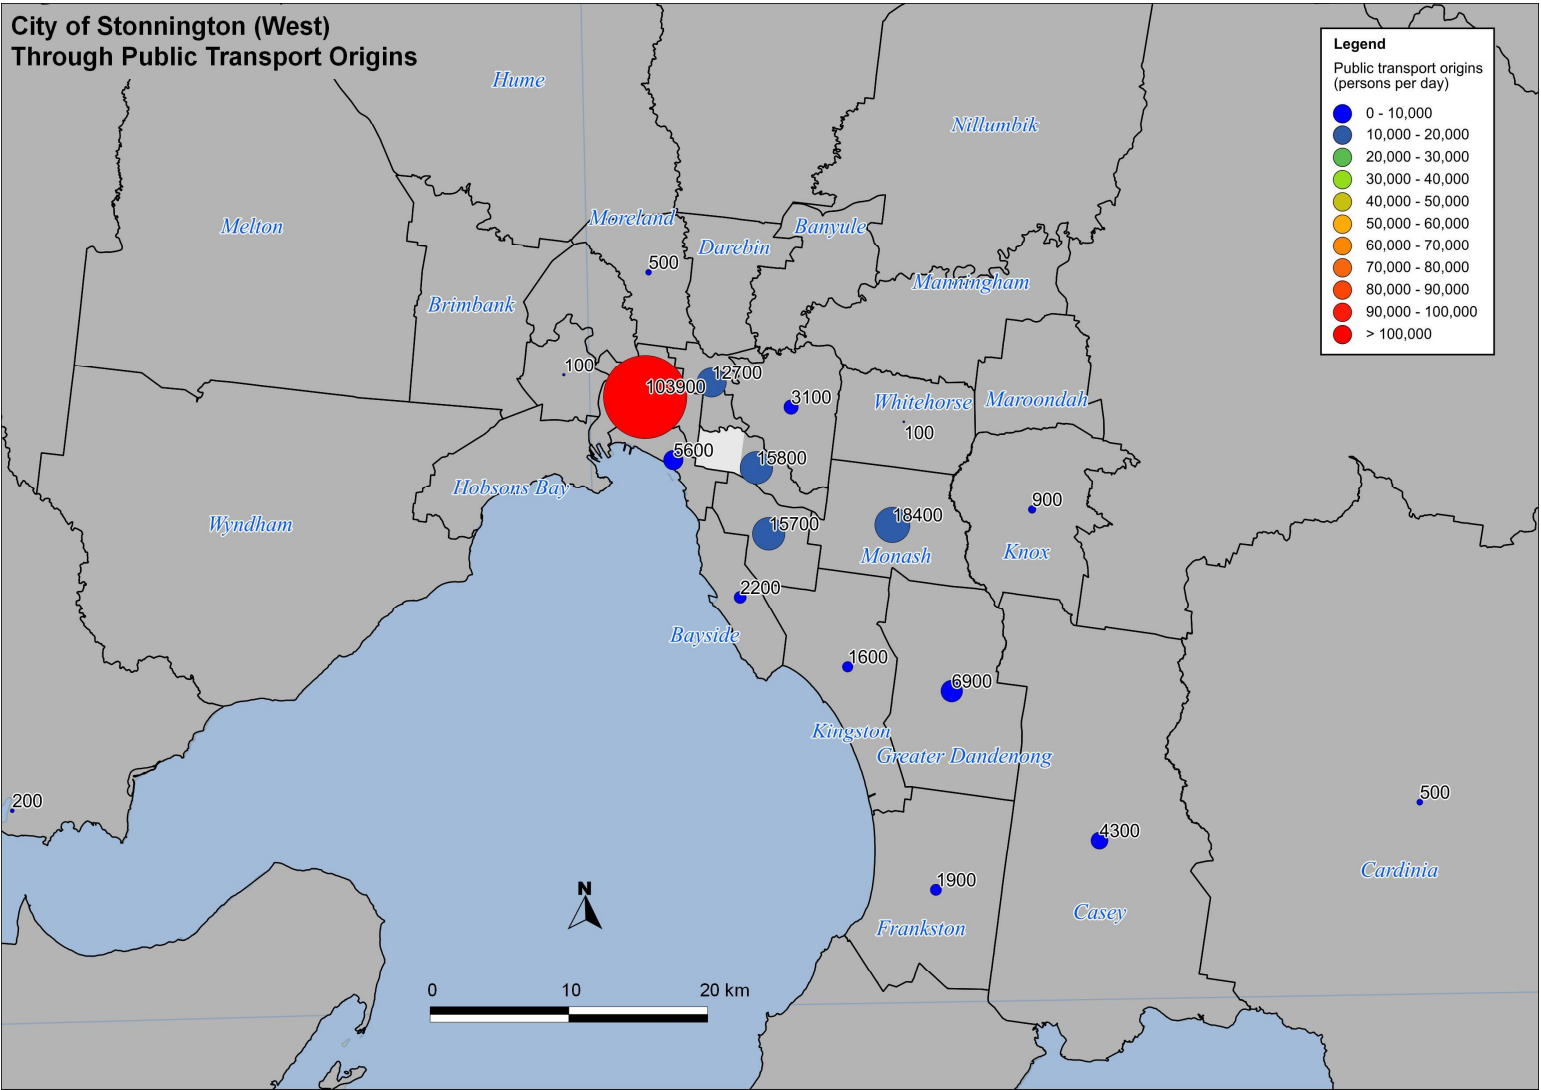 City of Stonnington (West)
Through Public Transport Origins
Legend
Public transport origins
(persons per day)
0 - 10,000
10,000 - 20,000
20,000 - 30,000
30,000 - 40,000
40,000 - 50,000
50,000 - 60,000
60,000 - 70,000
70,000 - 80,000
80,000 - 90,000
90,000 - 100,000
> 100,000
Hume
Nillumbik
Melton
Moreland
Banyule
Darebin
500
Manningham
Brimbank
100
12700
103900
3100
Whitehorse
Maroondah
100
5600
15800
Hobsons Bay
900
Wyndham
15700
18400
Monash
Knox
2200
Bayside
1600
6900
Kingston
Greater Dandenong
200
500
4300
Cardinia
1900
Casey
Frankston
N
0 10 20 km